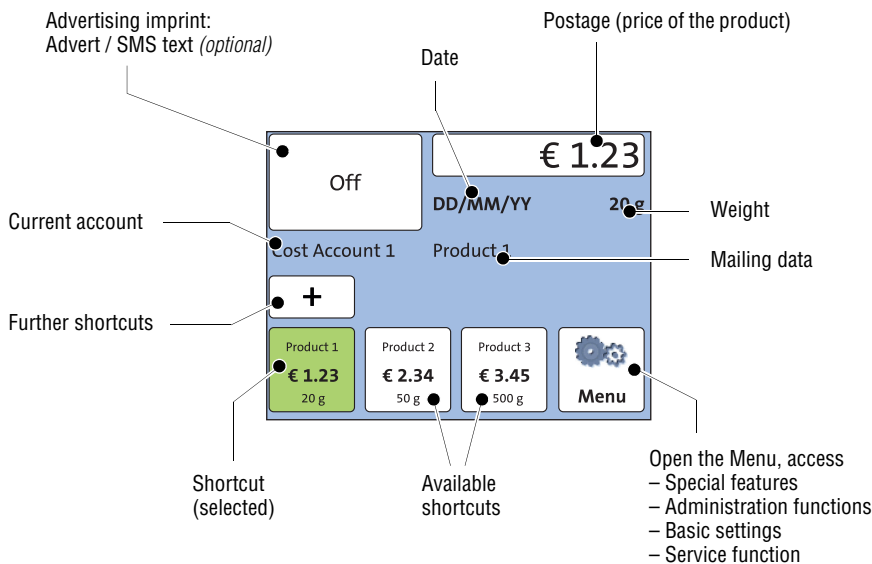 Advertising imprint:
Advert / SMS text (optional)
Postage (price of the product)
Date
Off
€ 1.23
DD/MM/YY
20 g
Weight
Current account
Cost Account 1
Product 1
Mailing data
+
Further shortcuts
Product 1
€ 1.23
20 g
Product 2
€ 2.34
50 g
Product 3
€ 3.45
500 g
Menu
Shortcut
(selected)
Available
shortcuts
Open the Menu, access
– Special features
– Administration functions
– Basic settings
– Service function